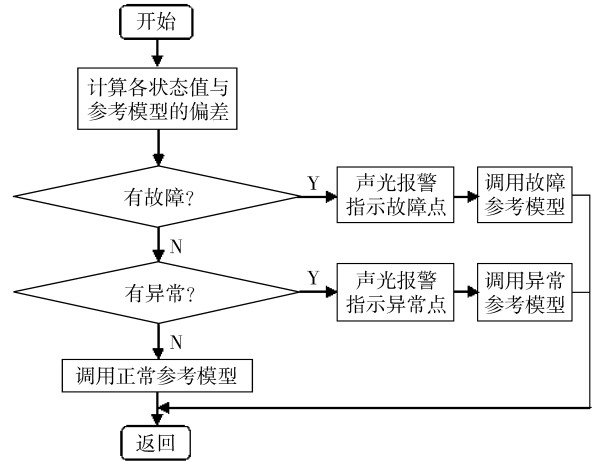 开始
计算各状态值与
参考模型的偏差
有故障?
Y
声光报警
指示故障点
调用故障
参考模型
N
有异常?
Y
声光报警
指示异常点
调用异常
参考模型
N
调用正常参考模型
返回